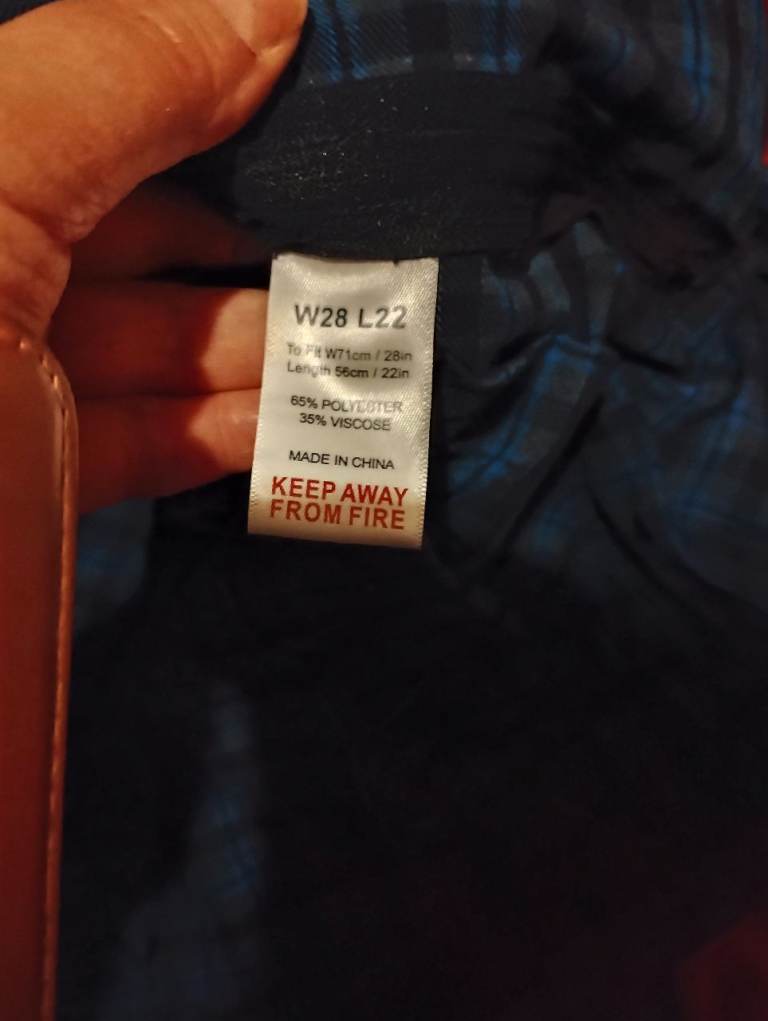 W28 L22
To Fit W71cm / 28in
Length 56cm / 22in
65% POLYESTER
35% VISCOSE
MADE IN CHINA
KEEP AWAY
FROM FIRE